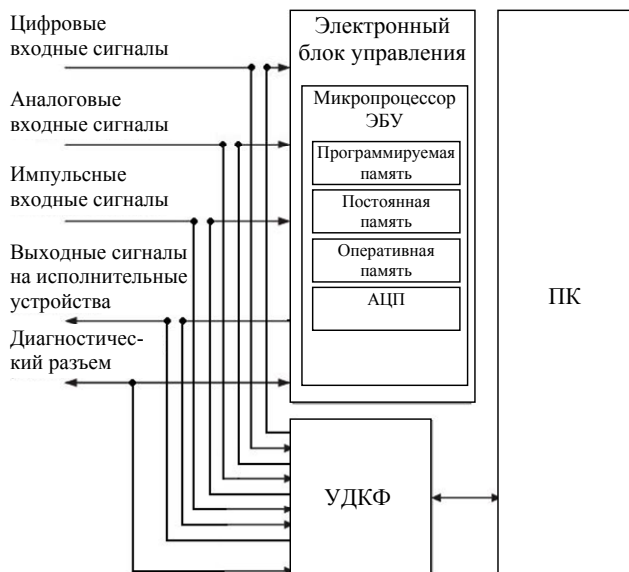 Цифровые
входные сигналы
Аналоговые
входные сигналы
Импульсные
входные сигналы
Выходные сигналы
на исполнительные
устройства
Диагностичес-
кий разъем
Электронный
блок управления
Микропроцессор
ЭБУ
Программируемая
память
Постоянная
память
Оперативная
память
АЦП
УДКФ
ПК